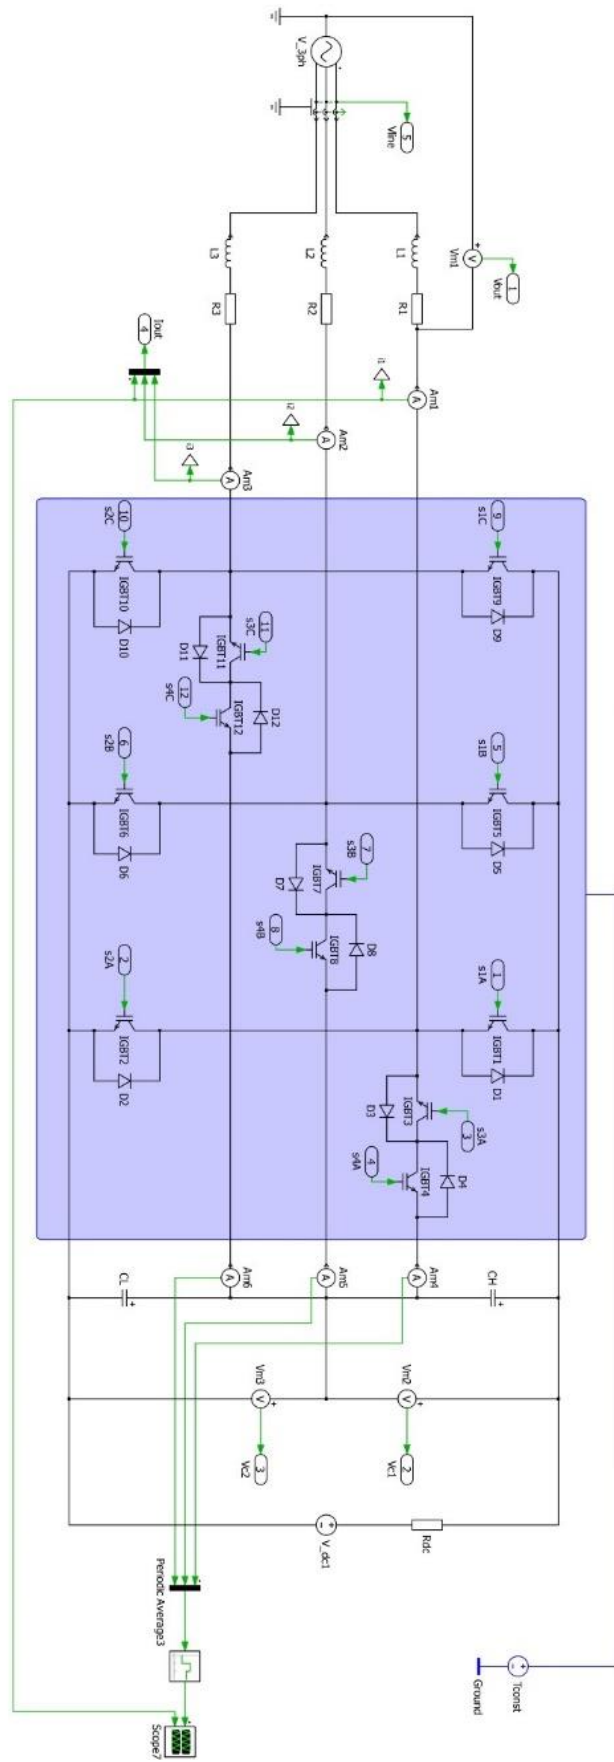 V_3ph
5
Vline
+
Vm1
V
1
Vout
L3
L2
L1
R3
R2
R1
4
Iout
i1
i2
i3
Am1
A
Am2
A
Am3
A
10
s2C
IGBT10
D10
9
s1C
IGBT9
D9
11
s3C
IGBT11
D11
12
s4C
IGBT12
D12
6
s2B
IGBT6
D6
5
s1B
IGBT5
D5
7
s3B
IGBT7
D7
8
s4B
IGBT8
D8
2
s2A
IGBT2
D2
1
s1A
IGBT1
D1
3
s3A
IGBT3
D3
4
s4A
IGBT4
D4
Am6
A
Am5
A
Am4
A
CL
+
CH
+
Vm3
V
+
Vm2
V
+
3
Vc2
2
Vc1
V_dc1
+
-
Rdc
Periodic Average3
Scope7
Tconst
+
-
Ground